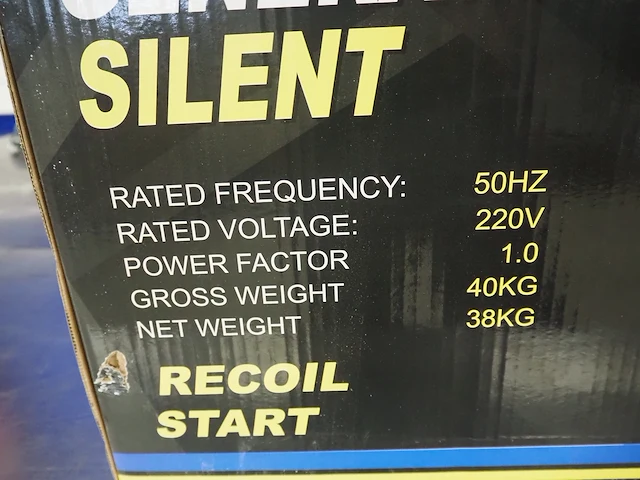 SILENT
RATED FREQUENCY: 50HZ
RATED VOLTAGE: 220V
POWER FACTOR 1.0
GROSS WEIGHT 40KG
NET WEIGHT 38KG
RECOIL
START